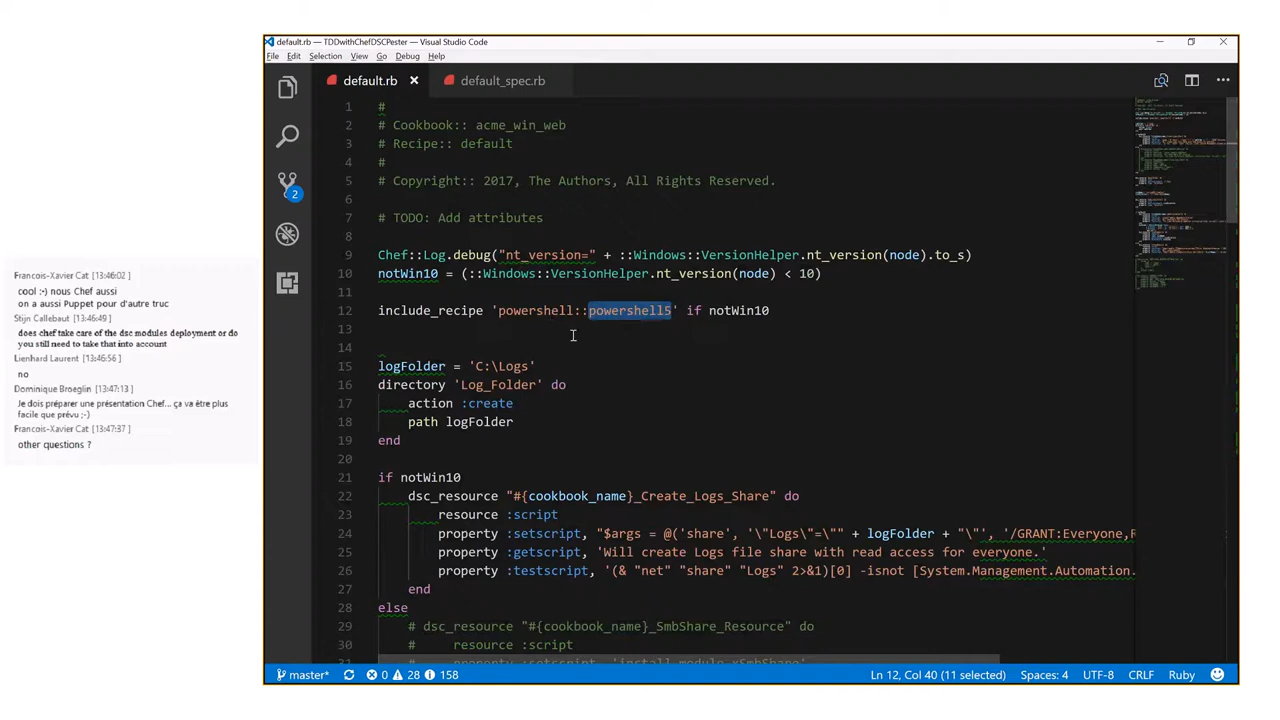 default.rb — TDDwithChefDSCPester — Visual Studio Code
File Edit Selection View Go Debug Help
default.rb default_spec.rb
1 #
2 # Cookbook:: acme_win_web
3 # Recipe:: default
4 #
5 # Copyright:: 2017, The Authors, All Rights Reserved.
6
7 # TODO: Add attributes
8
9 Chef::Log.debug("nt_version=" + ::Windows::VersionHelper.nt_version(node).to_s)
10 notWin10 = (::Windows::VersionHelper.nt_version(node) < 10)
11
12 include_recipe 'powershell::powershell5' if notWin10
13
14
15 logFolder = 'C:\Logs'
16 directory 'Log_Folder' do
17 action :create
18 path logFolder
19 end
20
21 if notWin10
22 dsc_resource "#{cookbook_name}_Create_Logs_Share" do
23 resource :script
24 property :setscript, "$args = @('share', '\"Logs\"=\"" + logFolder + "\"', '/GRANT:Everyone,R
25 property :getscript, 'Will create Logs file share with read access for everyone.'
26 property :testscript, '(& "net" "share" "Logs" 2>&1)[0] -isnot [System.Management.Automation.
27 end
28 else
29 # dsc_resource "#{cookbook_name}_SmbShare_Resource" do
30 # resource :script
31 # property :setscript, 'install-module xSmbShare'
2
master* 0 28 158 Ln 12, Col 40 (11 selected) Spaces: 4 UTF-8 CRLF Ruby
Francois-Xavier Cat [13:46:02 ]
cool :-) nous Chef aussi
on a aussi Puppet pour d'autre truc
Stijn Callebaut [13:46:49 ]
does chef take care of the dsc modules deployment or do
you still need to take that into account
Lienhard Laurent [13:46:56 ]
no
Dominique Broeglin [13:47:13 ]
Je dois préparer une présentation Chef... ça va être plus
facile que prévu ;-)
Francois-Xavier Cat [13:47:37 ]
other questions ?